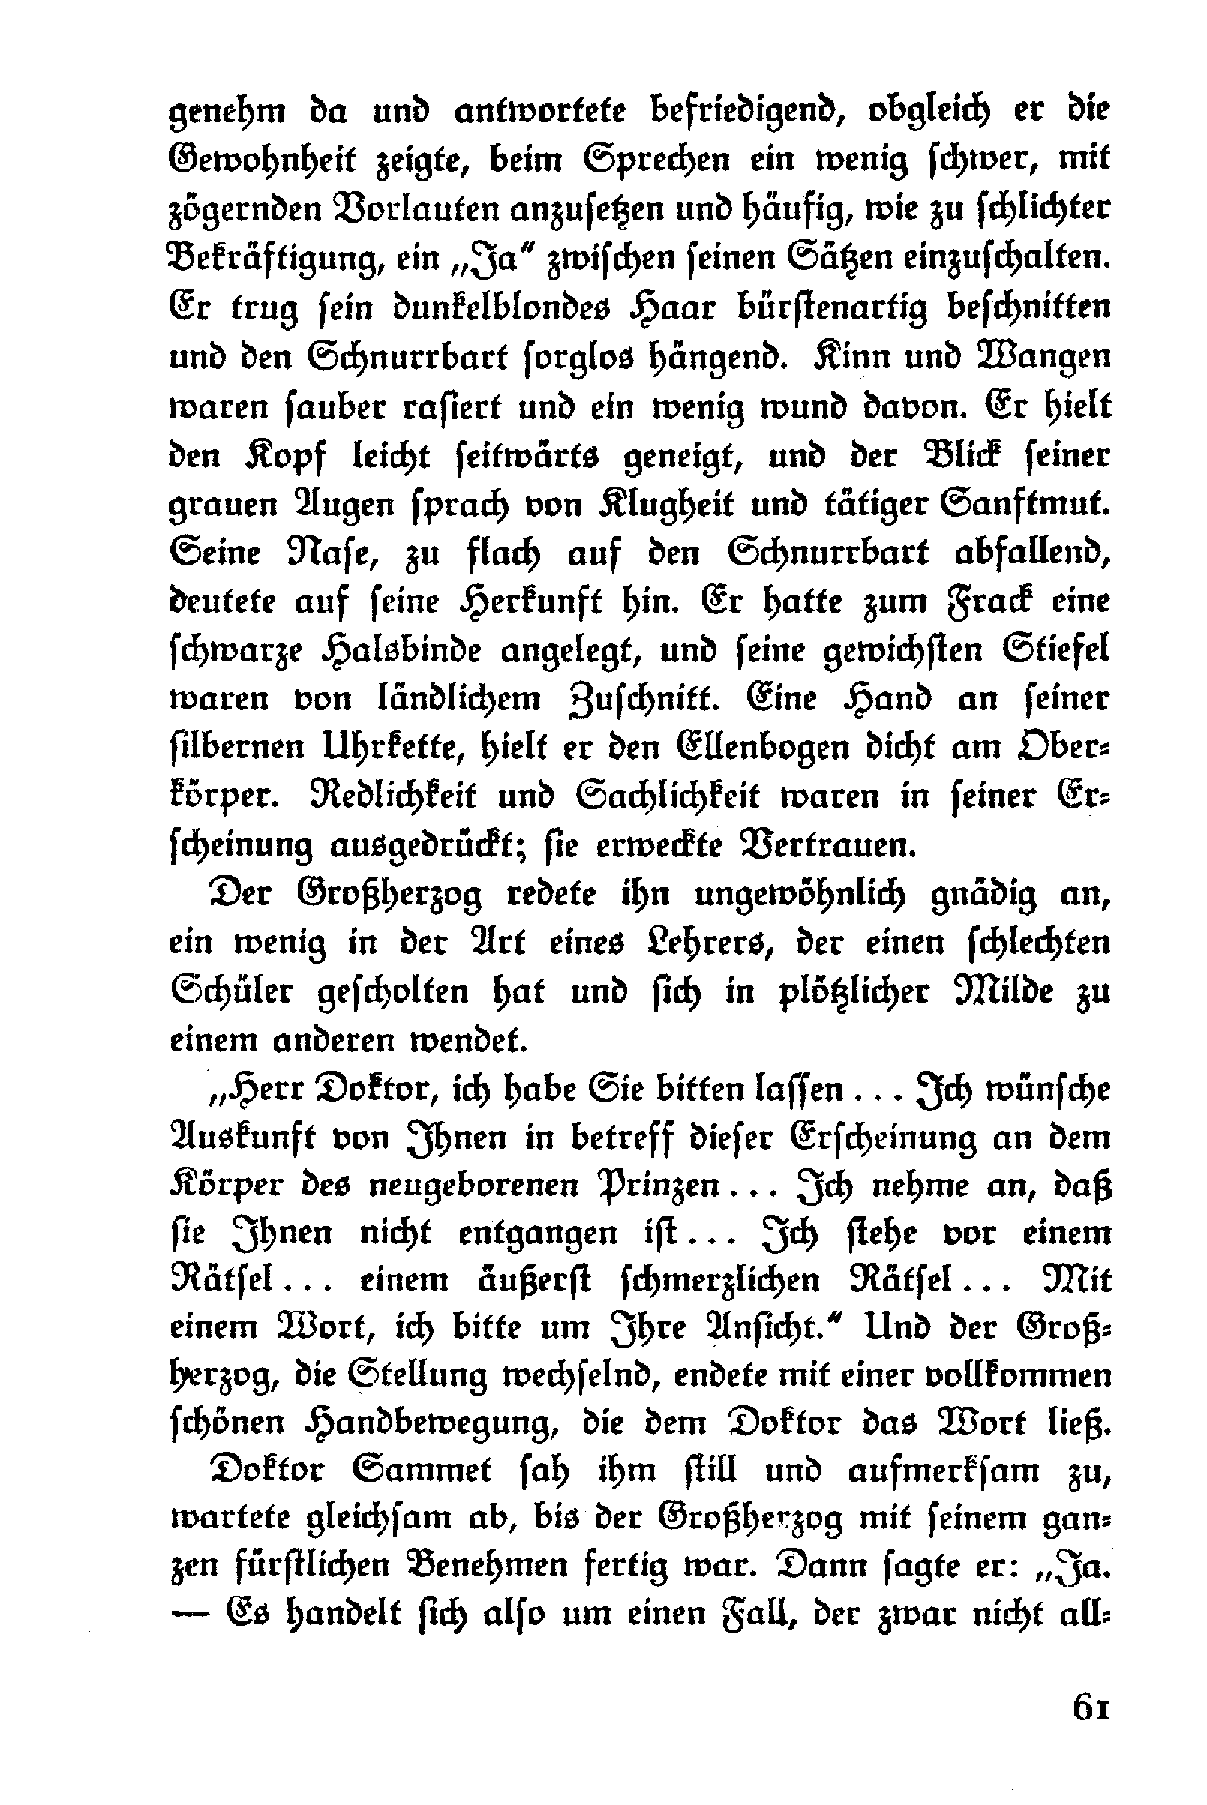 genehm da und antwortete befriedigend, obgleich er die
Gewohnheit zeigte, beim Sprechen ein wenig schwer, mit
zögernden Vorlauten anzusetzen und häufig, wie zu schlichter
Bekräftigung, ein „Ja“ zwischen seinen Sätzen einzuschalten.
Er trug sein dunkelblondes Haar bürstenartig beschnitten
und den Schnurrbart sorglos hängend. Kinn und Wangen
waren sauber rasiert und ein wenig wund davon. Er hielt
den Kopf leicht seitwärts geneigt, und der Blick seiner
grauen Augen sprach von Klugheit und tätiger Sanftmut.
Seine Nase, zu flach auf den Schnurrbart abfallend,
deutete auf seine Herkunft hin. Er hatte zum Frack eine
schwarze Halsbinde angelegt, und seine gewichsten Stiefel
waren von ländlichem Zuschnitt. Eine Hand an seiner
silbernen Uhrkette, hielt er den Ellenbogen dicht am Ober-
körper. Redlichkeit und Sachlichkeit waren in seiner Er-
scheinung ausgedrückt; sie erweckte Vertrauen.
Der Großherzog redete ihn ungewöhnlich gnädig an,
ein wenig in der Art eines Lehrers, der einen schlechten
Schüler gescholten hat und sich in plötzlicher Milde zu
einem anderen wendet.
„Herr Doktor, ich habe Sie bitten lassen . . . Ich wünsche
Auskunft von Ihnen in betreff dieser Erscheinung an dem
Körper des neugeborenen Prinzen . . . Ich nehme an, daß
sie Ihnen nicht entgangen ist . . . Ich stehe vor einem
Rätsel . . . einem äußerst schmerzlichen Rätsel . . . Mit
einem Wort, ich bitte um Ihre Ansicht.“ Und der Groß-
herzog, die Stellung wechselnd, endete mit einer vollkommen
schönen Handbewegung, die dem Doktor das Wort ließ.
Doktor Sammet sah ihm still und aufmerksam zu,
wartete gleichsam ab, bis der Großherzog mit seinem gan-
zen fürstlichen Benehmen fertig war. Dann sagte er: „Ja.
— Es handelt sich also um einen Fall, der zwar nicht all-
61